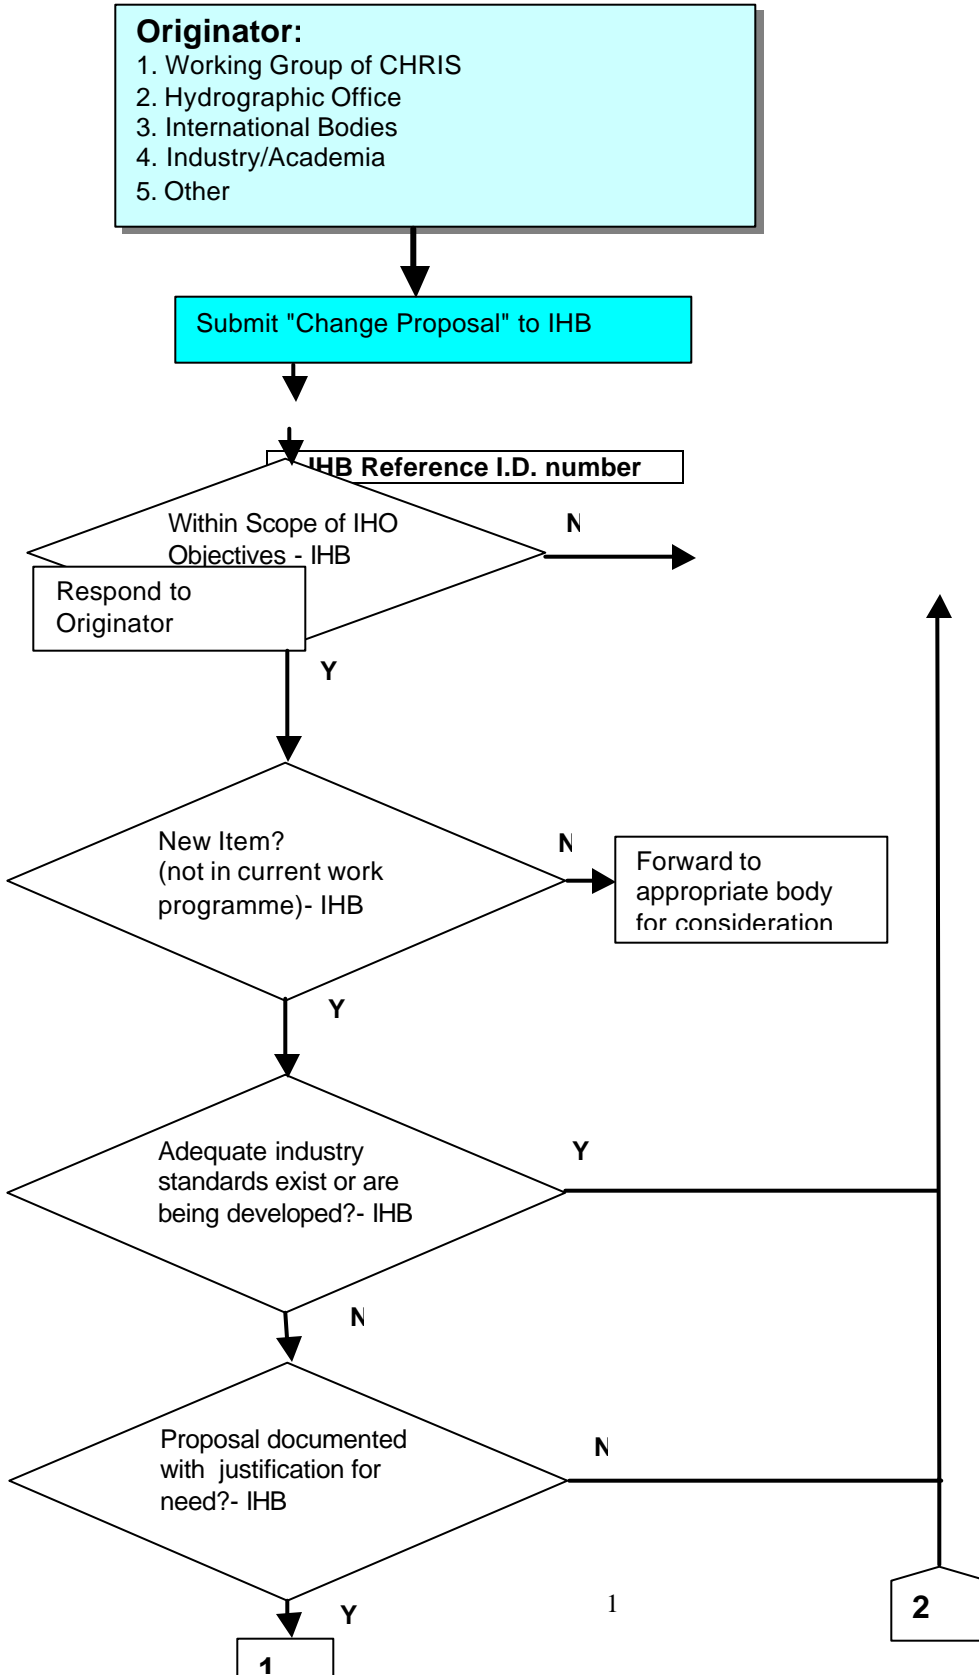 Originator:
1. Working Group of CHRIS
2. Hydrographic Office
3. International Bodies
4. Industry/Academia
5. Other
Submit "Change Proposal" to IHB
IHB Reference I.D. number
Within Scope of IHO
Objectives - IHB
N
Respond to
Originator
Y
New Item?
(not in current work
programme)- IHB
N
Forward to
appropriate body
for consideration
Y
Adequate industry
standards exist or are
being developed?- IHB
Y
N
Proposal documented
with justification for
need?- IHB
N
Y
1
2
1